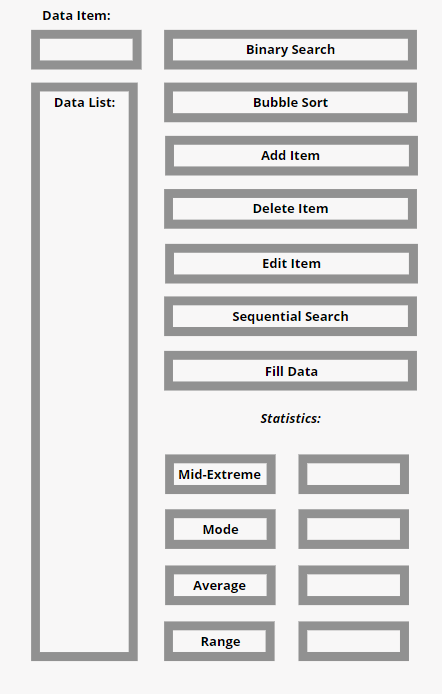 Data Item:
Binary Search
Data List:
Bubble Sort
Add Item
Delete Item
Edit Item
Sequential Search
Fill Data
Statistics:
Mid-Extreme
Mode
Average
Range